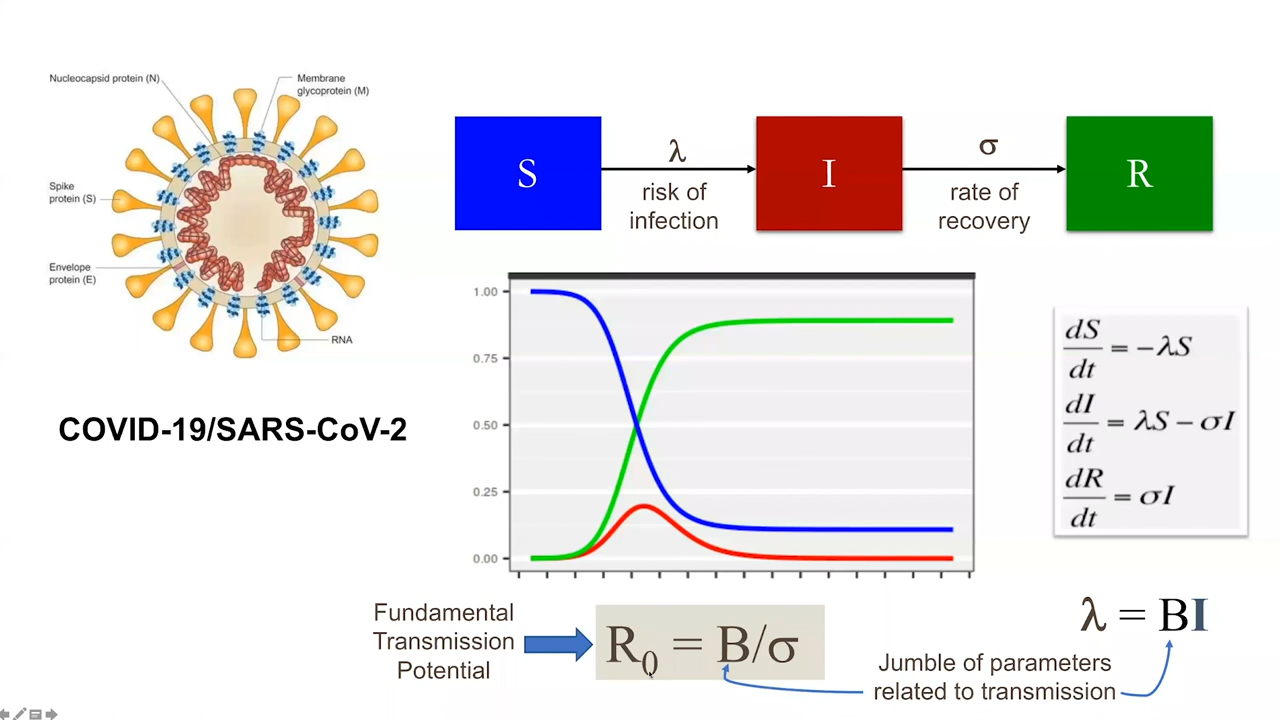 Nucleocapsid protein (N)
Membrane
glycoprotein (M)
Spike
protein (S)
Envelope
protein (E)
RNA
COVID-19/SARS-CoV-2
S
λ
risk of
infection
I
σ
rate of
recovery
R
1.00
0.75
0.50
0.25
0.00
dS/dt = -λS
dI/dt = λS - σI
dR/dt = σI
Fundamental
Transmission
Potential
R₀ = B/σ
λ = BI
Jumble of parameters
related to transmission